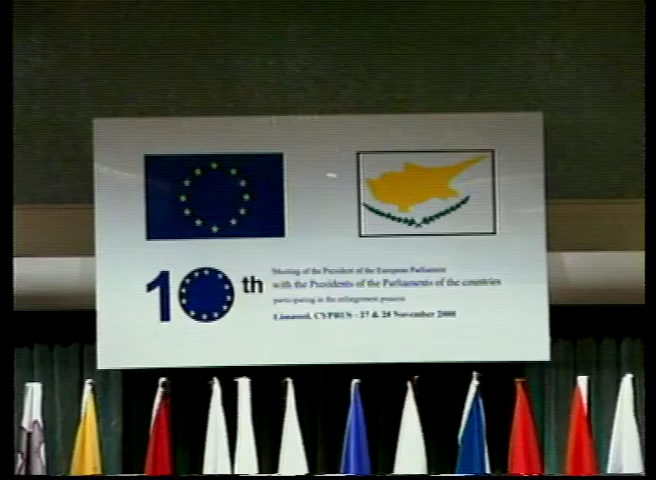 10th
Meeting of the President of the European Parliament
with the Presidents of the Parliaments of the countries
participating in the enlargement process
Limassol, CYPRUS : 27 & 28 November 2000